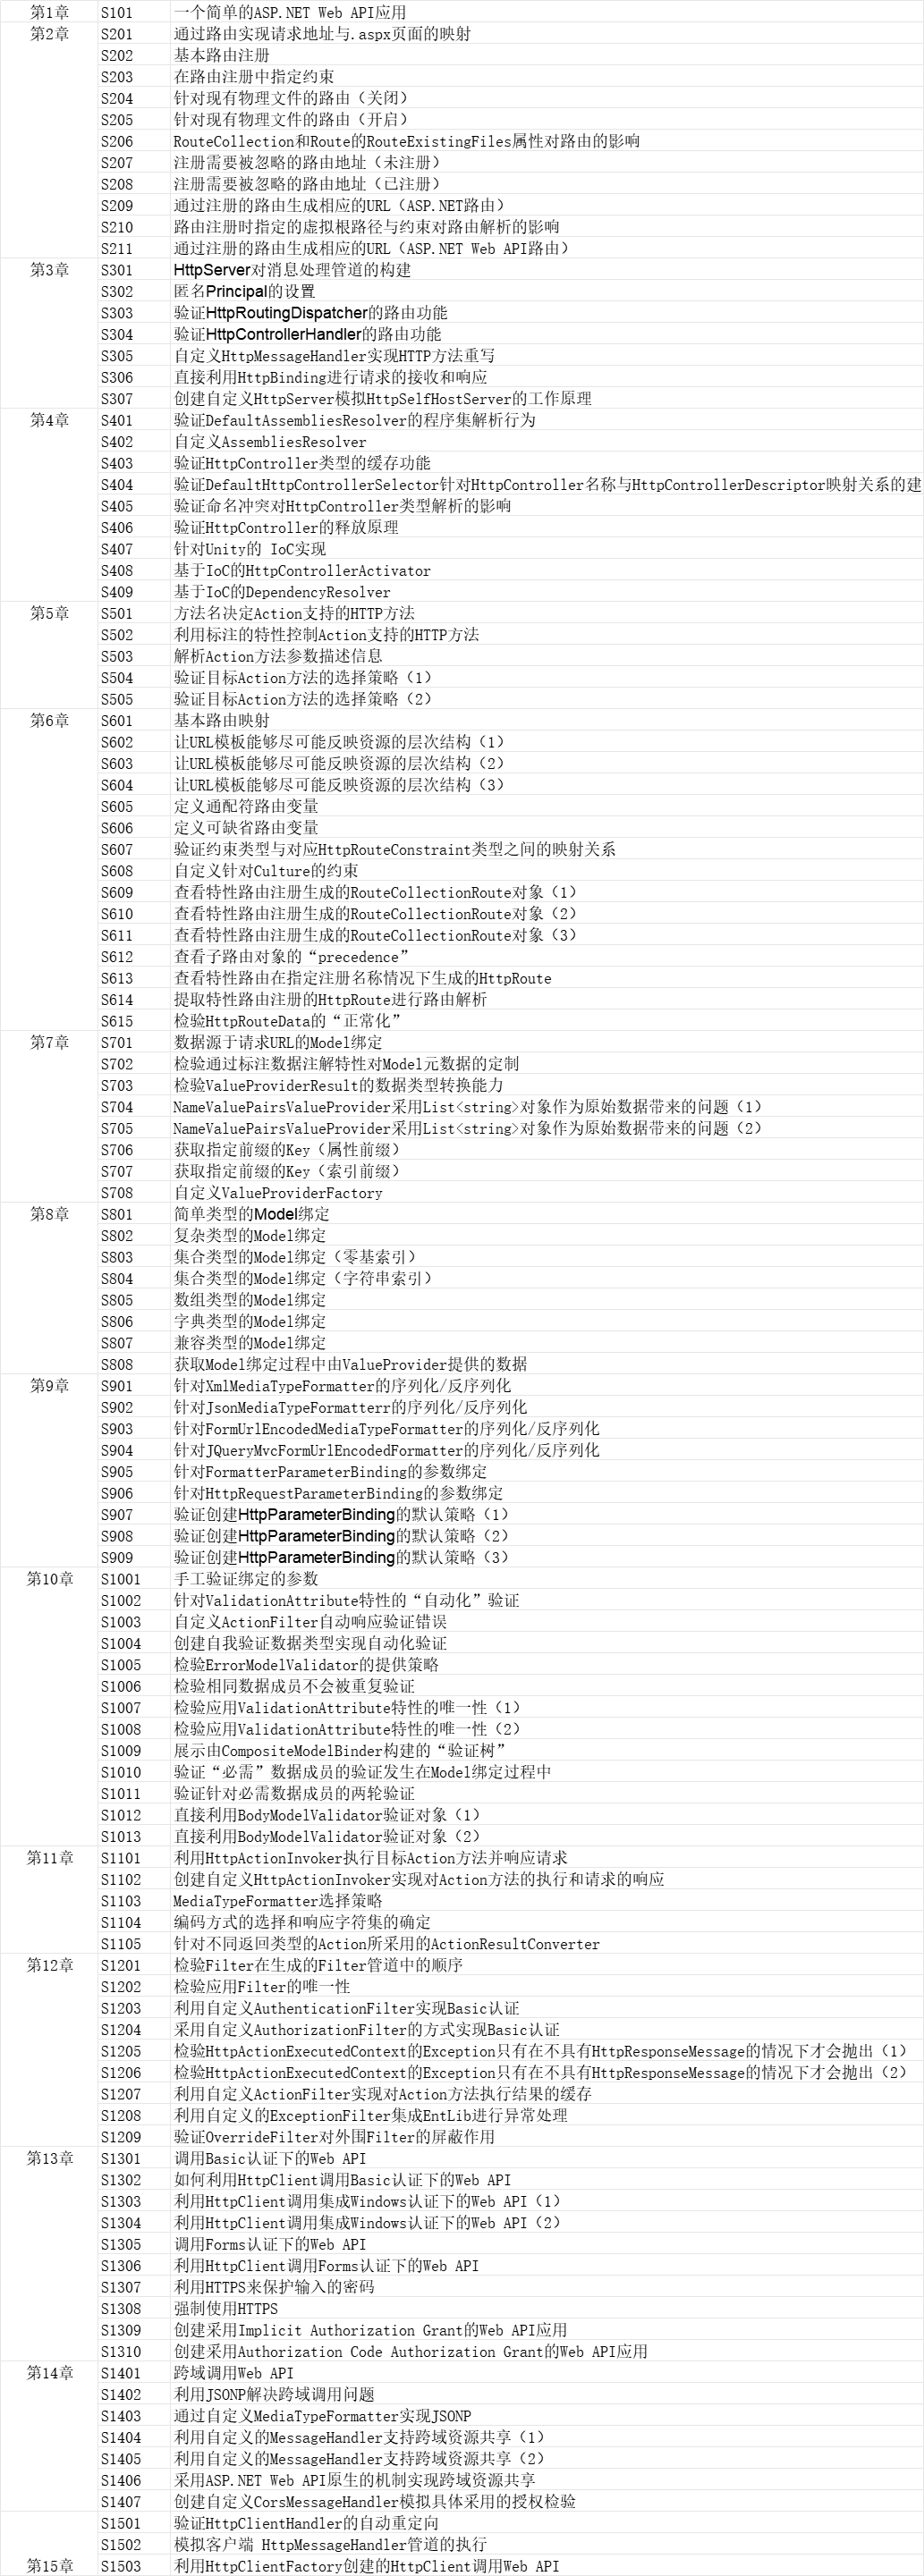 第1章 S101 一个简单的ASP.NET Web API应用
第2章 S201 通过路由实现请求地址与.aspx页面的映射
S202 基本路由注册
S203 在路由注册中指定约束
S204 针对现有物理文件的路由（关闭）
S205 针对现有物理文件的路由（开启）
S206 RouteCollection和Route的RouteExistingFiles属性对路由的影响
S207 注册需要被忽略的路由地址（未注册）
S208 注册需要被忽略的路由地址（已注册）
S209 通过注册的路由生成相应的URL（ASP.NET路由）
S210 路由注册时指定的虚拟根路径与约束对路由解析的影响
S211 通过注册的路由生成相应的URL（ASP.NET Web API路由）
第3章 S301 HttpServer对消息处理管道的构建
S302 匿名Principal的设置
S303 验证HttpRoutingDispatcher的路由功能
S304 验证HttpControllerHandler的路由功能
S305 自定义HttpMessageHandler实现HTTP方法重写
S306 直接利用HttpBinding进行请求的接收和响应
S307 创建自定义HttpServer模拟HttpSelfHostServer的工作原理
第4章 S401 验证DefaultAssembliesResolver的程序集解析行为
S402 自定义AssembliesResolver
S403 验证HttpController类型的缓存功能
S404 验证DefaultHttpControllerSelector针对HttpController名称与HttpControllerDescriptor映射关系的建
S405 验证命名冲突对HttpController类型解析的影响
S406 验证HttpController的释放原理
S407 针对Unity的 IoC实现
S408 基于IoC的HttpControllerActivator
S409 基于IoC的DependencyResolver
第5章 S501 方法名决定Action支持的HTTP方法
S502 利用标注的特性控制Action支持的HTTP方法
S503 解析Action方法参数描述信息
S504 验证目标Action方法的选择策略（1）
S505 验证目标Action方法的选择策略（2）
第6章 S601 基本路由映射
S602 让URL模板能够尽可能反映资源的层次结构（1）
S603 让URL模板能够尽可能反映资源的层次结构（2）
S604 让URL模板能够尽可能反映资源的层次结构（3）
S605 定义通配符路由变量
S606 定义可缺省路由变量
S607 验证约束类型与对应HttpRouteConstraint类型之间的映射关系
S608 自定义针对Culture的约束
S609 查看特性路由注册生成的RouteCollectionRoute对象（1）
S610 查看特性路由注册生成的RouteCollectionRoute对象（2）
S611 查看特性路由注册生成的RouteCollectionRoute对象（3）
S612 查看子路由对象的“precedence”
S613 查看特性路由在指定注册名称情况下生成的HttpRoute
S614 提取特性路由注册的HttpRoute进行路由解析
S615 检验HttpRouteData的“正常化”
第7章 S701 数据源于请求URL的Model绑定
S702 检验通过标注数据注解特性对Model元数据的定制
S703 检验ValueProviderResult的数据类型转换能力
S704 NameValuePairsValueProvider采用List<string>对象作为原始数据带来的问题（1）
S705 NameValuePairsValueProvider采用List<string>对象作为原始数据带来的问题（2）
S706 获取指定前缀的Key（属性前缀）
S707 获取指定前缀的Key（索引前缀）
S708 自定义ValueProviderFactory
第8章 S801 简单类型的Model绑定
S802 复杂类型的Model绑定
S803 集合类型的Model绑定（零基索引）
S804 集合类型的Model绑定（字符串索引）
S805 数组类型的Model绑定
S806 字典类型的Model绑定
S807 兼容类型的Model绑定
S808 获取Model绑定过程中由ValueProvider提供的数据
第9章 S901 针对XmlMediaTypeFormatter的序列化/反序列化
S902 针对JsonMediaTypeFormatterr的序列化/反序列化
S903 针对FormUrlEncodedMediaTypeFormatter的序列化/反序列化
S904 针对JQueryMvcFormUrlEncodedFormatter的序列化/反序列化
S905 针对FormatterParameterBinding的参数绑定
S906 针对HttpRequestParameterBinding的参数绑定
S907 验证创建HttpParameterBinding的默认策略（1）
S908 验证创建HttpParameterBinding的默认策略（2）
S909 验证创建HttpParameterBinding的默认策略（3）
第10章 S1001 手工验证绑定的参数
S1002 针对ValidationAttribute特性的“自动化”验证
S1003 自定义ActionFilter自动响应验证错误
S1004 创建自我验证数据类型实现自动化验证
S1005 检验ErrorModelValidator的提供策略
S1006 检验相同数据成员不会被重复验证
S1007 检验应用ValidationAttribute特性的唯一性（1）
S1008 检验应用ValidationAttribute特性的唯一性（2）
S1009 展示由CompositeModelBinder构建的“验证树”
S1010 验证“必需”数据成员的验证发生在Model绑定过程中
S1011 验证针对必需数据成员的两轮验证
S1012 直接利用BodyModelValidator验证对象（1）
S1013 直接利用BodyModelValidator验证对象（2）
第11章 S1101 利用HttpActionInvoker执行目标Action方法并响应请求
S1102 创建自定义HttpActionInvoker实现对Action方法的执行和请求的响应
S1103 MediaTypeFormatter选择策略
S1104 编码方式的选择和响应字符集的确定
S1105 针对不同返回类型的Action所采用的ActionResultConverter
第12章 S1201 检验Filter在生成的Filter管道中的顺序
S1202 检验应用Filter的唯一性
S1203 利用自定义AuthenticationFilter实现Basic认证
S1204 采用自定义AuthorizationFilter的方式实现Basic认证
S1205 检验HttpActionExecutedContext的Exception只有在不具有HttpResponseMessage的情况下才会抛出（1）
S1206 检验HttpActionExecutedContext的Exception只有在不具有HttpResponseMessage的情况下才会抛出（2）
S1207 利用自定义ActionFilter实现对Action方法执行结果的缓存
S1208 利用自定义的ExceptionFilter集成EntLib进行异常处理
S1209 验证OverrideFilter对外围Filter的屏蔽作用
第13章 S1301 调用Basic认证下的Web API
S1302 如何利用HttpClient调用Basic认证下的Web API
S1303 利用HttpClient调用集成Windows认证下的Web API（1）
S1304 利用HttpClient调用集成Windows认证下的Web API（2）
S1305 调用Forms认证下的Web API
S1306 利用HttpClient调用Forms认证下的Web API
S1307 利用HTTPS来保护输入的密码
S1308 强制使用HTTPS
S1309 创建采用Implicit Authorization Grant的Web API应用
S1310 创建采用Authorization Code Authorization Grant的Web API应用
第14章 S1401 跨域调用Web API
S1402 利用JSONP解决跨域调用问题
S1403 通过自定义MediaTypeFormatter实现JSONP
S1404 利用自定义的MessageHandler支持跨域资源共享（1）
S1405 利用自定义的MessageHandler支持跨域资源共享（2）
S1406 采用ASP.NET Web API原生的机制实现跨域资源共享
S1407 创建自定义CorsMessageHandler模拟具体采用的授权检验
S1501 验证HttpClientHandler的自动重定向
S1502 模拟客户端 HttpMessageHandler管道的执行
第15章 S1503 利用HttpClientFactory创建的HttpClient调用Web API